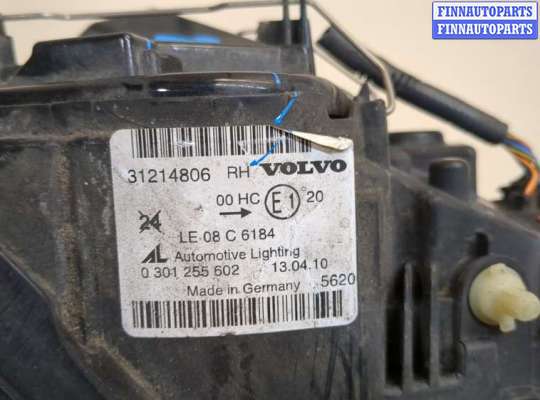 FINNAUTOPARTS
FINNAUTOPARTS
31214806 RH VOLVO
00 HC E1 20
24
LE 08 C 6184
AL Automotive Lighting
0 301 255 602 13.04.10
Made in Germany 5620